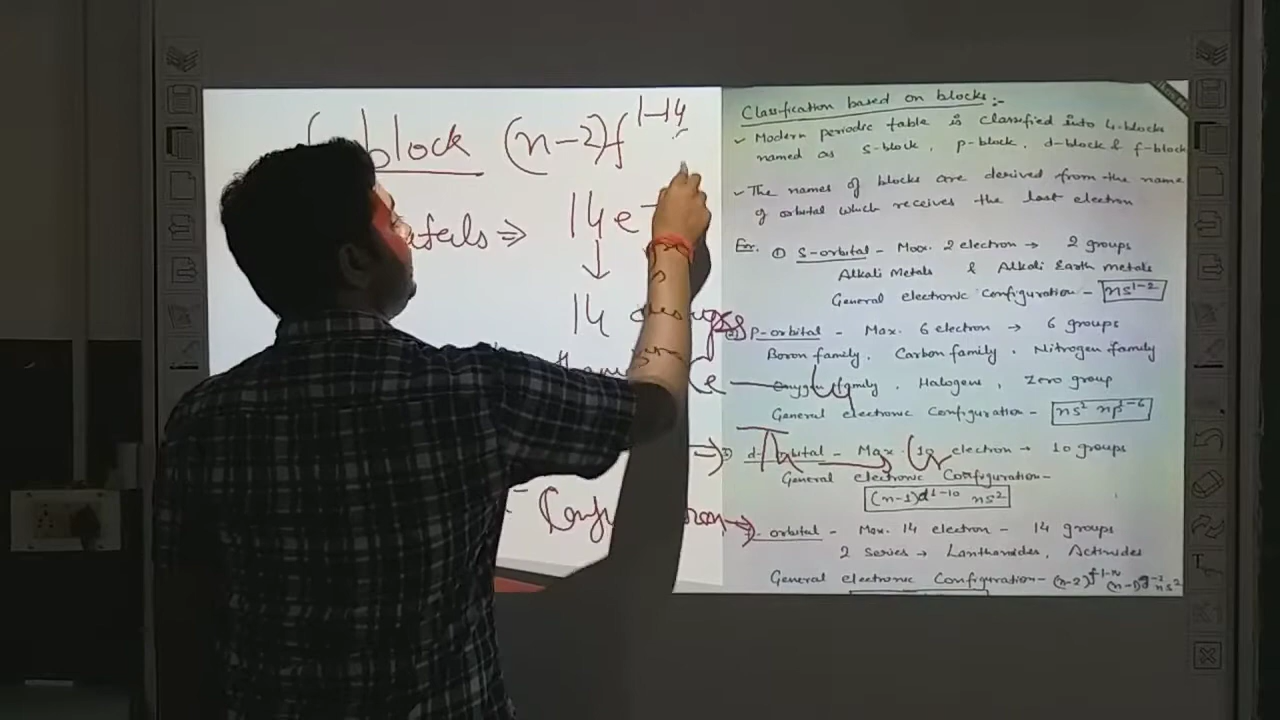 block (n-2)f¹⁻¹⁴
14e⁻
↓
14
Classification based on blocks:-
✓ Modern periodic table is classified into 4-blocks
named as s-block, p-block, d-block & f-block
✓ The names of blocks are derived from the name
of orbital which receives the last electron
Ex:. ① S-orbital - Max. 2 electron → 2 groups
Alkali Metals & Alkali Earth metals
General electronic configuration - ns¹⁻²
p-orbital - Max. 6 electron → 6 groups
Boron family, Carbon family, Nitrogen family
family, Halogens, Zero group
General electronic configuration - ns² np¹⁻⁶
3) d-orbital - Max. 10 electron → 10 groups
General electronic Configuration-
(n-1)d¹⁻¹⁰ ns²
orbital - Max. 14 electron - 14 groups
2 series → Lanthanides, Actinides
General electronic Configuration- (n-2)f